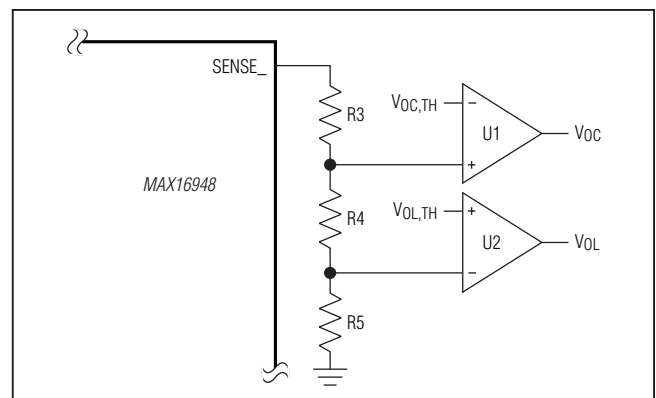 SENSE_
R3
VOC,TH
−
U1
VOC
+
MAX16948
R4
VOL,TH
+
U2
VOL
−
R5